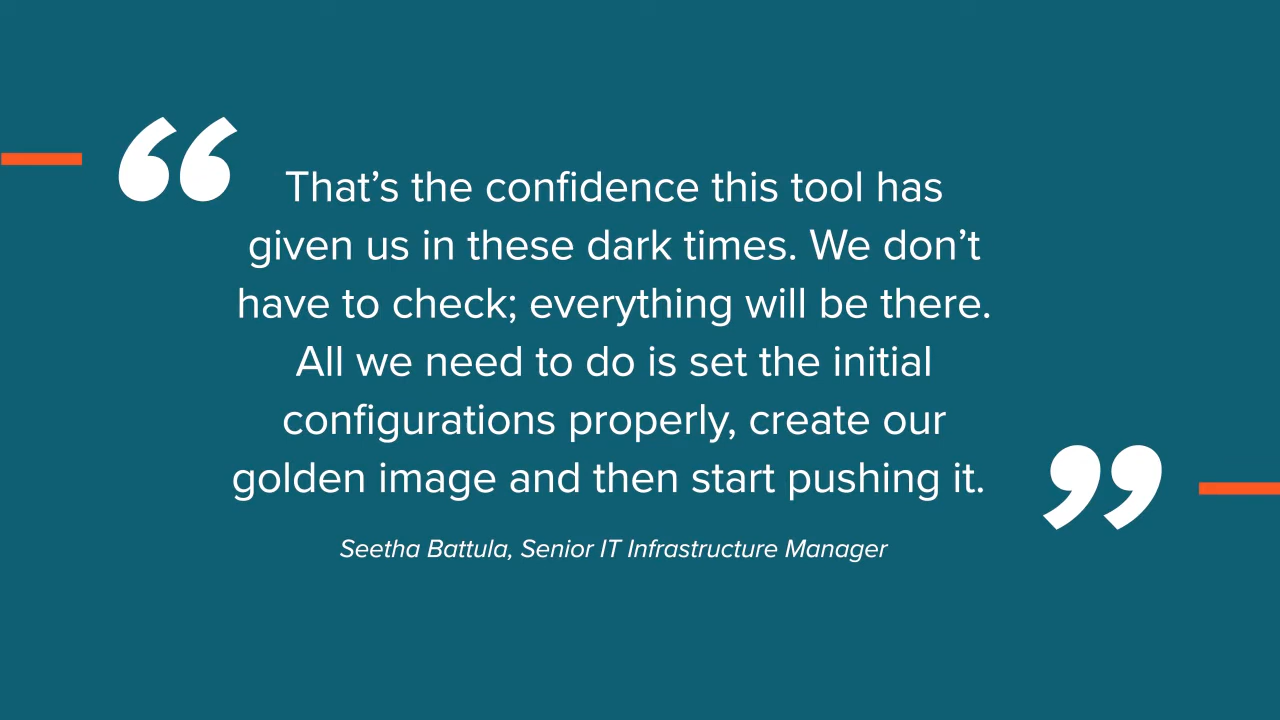 “ That’s the confidence this tool has
given us in these dark times. We don’t
have to check; everything will be there.
All we need to do is set the initial
configurations properly, create our
golden image and then start pushing it. ”
Seetha Battula, Senior IT Infrastructure Manager